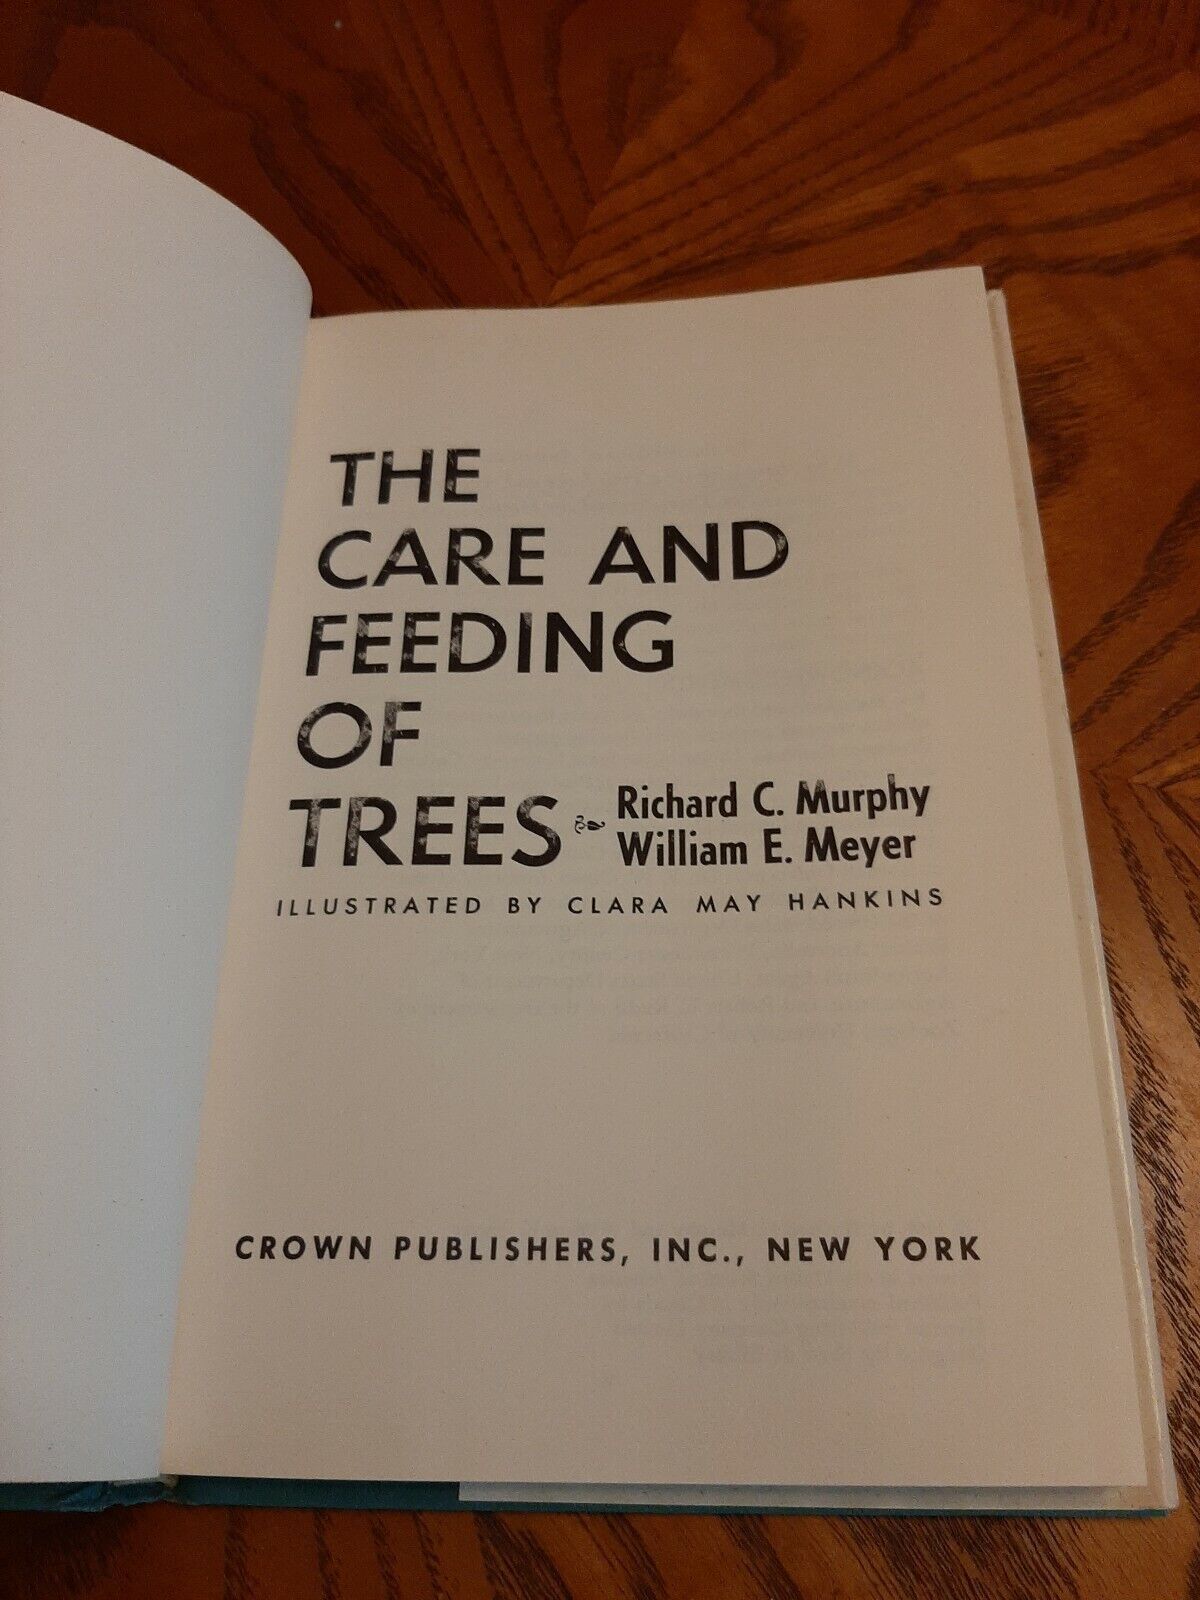 THE
CARE AND
FEEDING
OF
TREES
Richard C. Murphy
William E. Meyer
ILLUSTRATED BY CLARA MAY HANKINS
CROWN PUBLISHERS, INC., NEW YORK